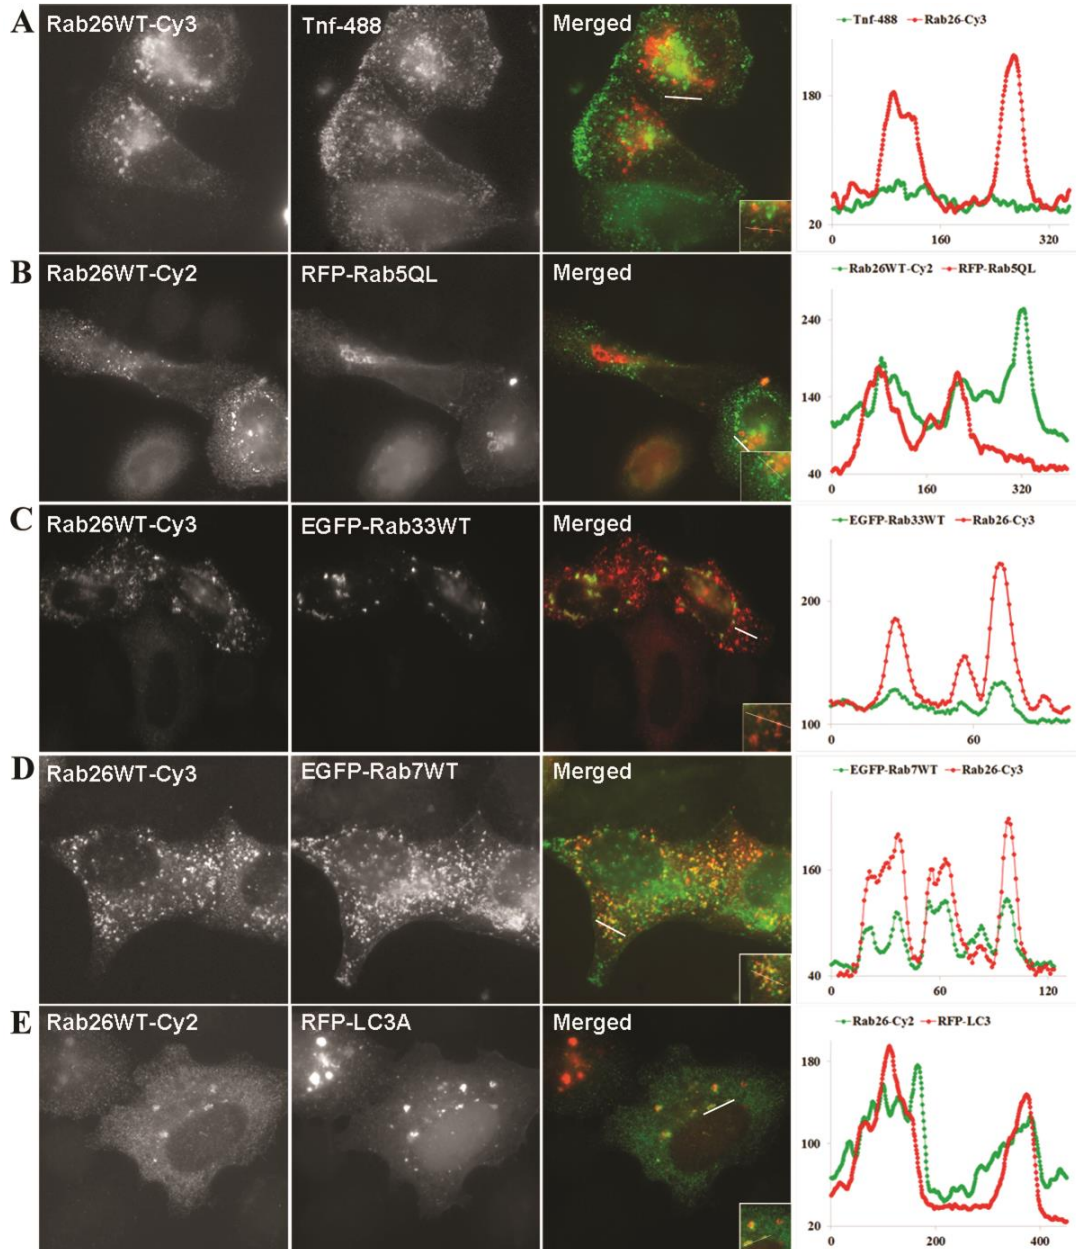 A Rab26WT-Cy3 Tnf-488 Merged Tnf-488 Rab26-Cy3
180
20
0 160 320
B Rab26WT-Cy2 RFP-Rab5QL Merged Rab26WT-Cy2 RFP-Rab5QL
240
140
40
0 160 320
C Rab26WT-Cy3 EGFP-Rab33WT Merged EGFP-Rab33WT Rab26-Cy3
200
100
0 60
D Rab26WT-Cy3 EGFP-Rab7WT Merged EGFP-Rab7WT Rab26-Cy3
160
40
0 60 120
E Rab26WT-Cy2 RFP-LC3A Merged Rab26-Cy2 RFP-LC3
180
100
20
0 200 400